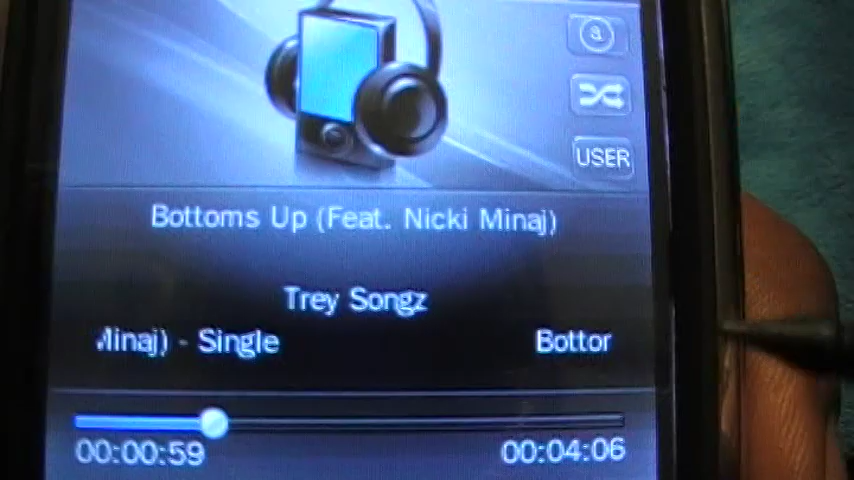 a
USER
Bottoms Up (Feat. Nicki Minaj)
Trey Songz
Minaj) - Single Bottor
00:00:59 00:04:06